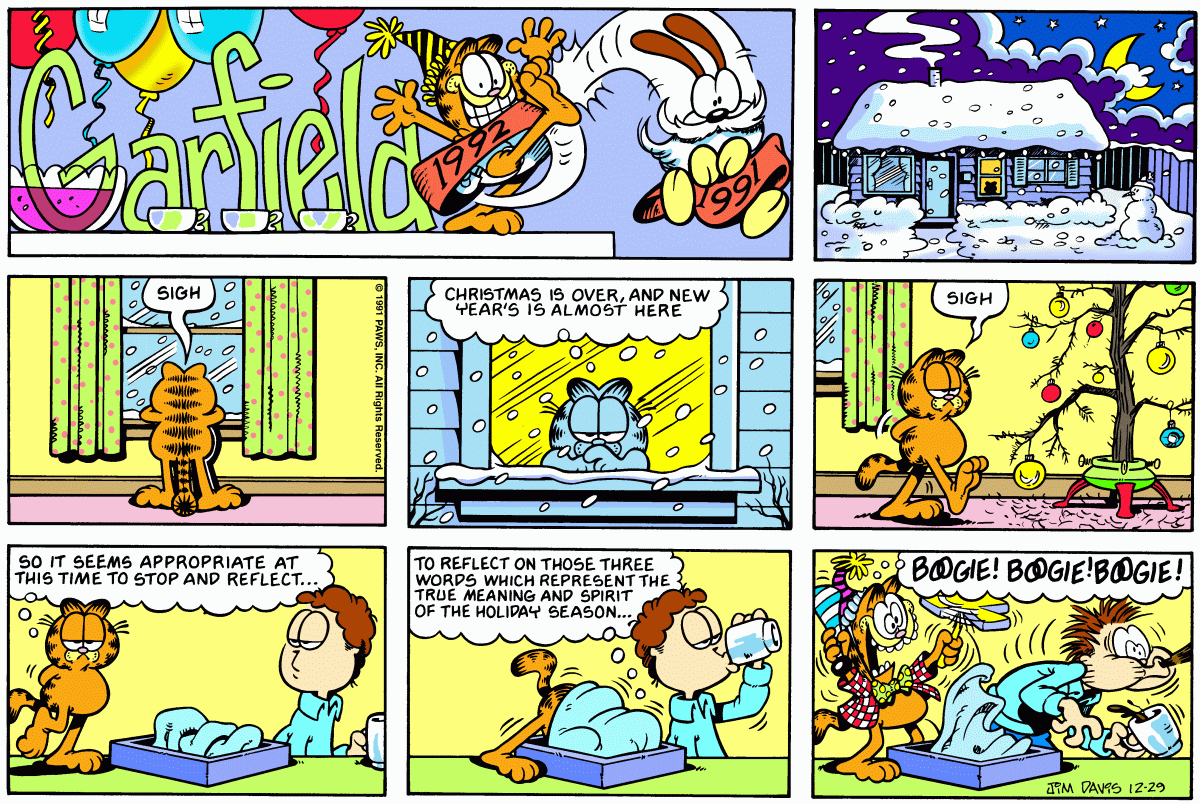 Garfield
1992
1991
SIGH
© 1991 PAWS, INC. All Rights Reserved.
CHRISTMAS IS OVER, AND NEW
YEAR'S IS ALMOST HERE
SIGH
SO IT SEEMS APPROPRIATE AT
THIS TIME TO STOP AND REFLECT...
TO REFLECT ON THOSE THREE
WORDS WHICH REPRESENT THE
TRUE MEANING AND SPIRIT
OF THE HOLIDAY SEASON...
BOOGIE! BOOGIE! BOOGIE!
JIM DAVIS 12-29